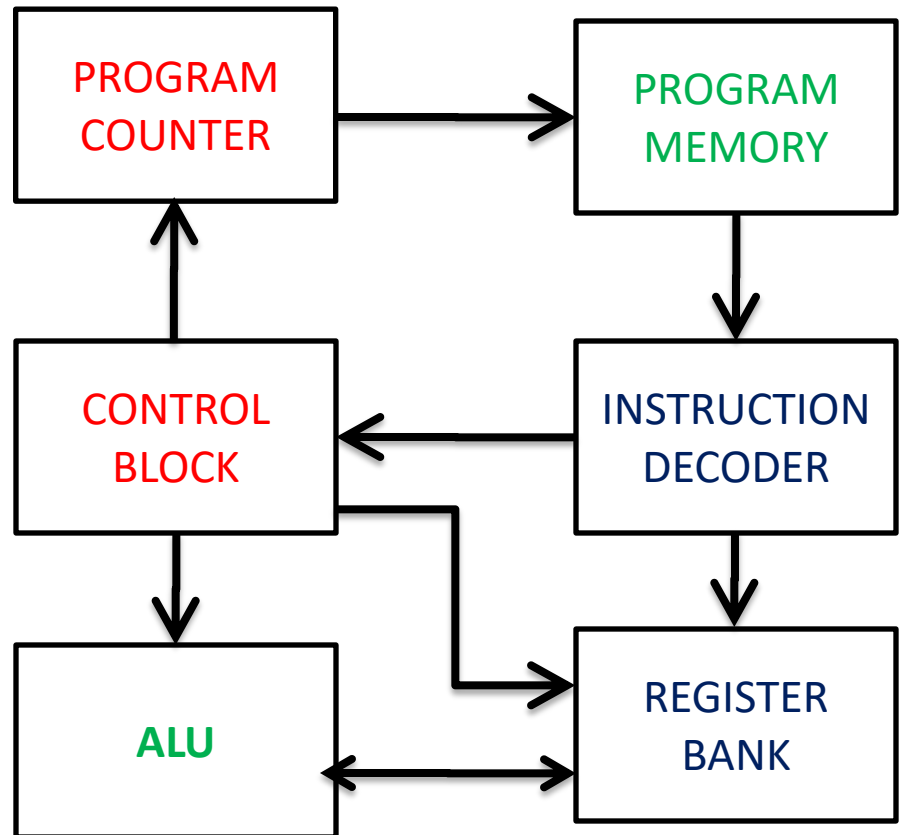 PROGRAM
COUNTER
PROGRAM
MEMORY
CONTROL
BLOCK
INSTRUCTION
DECODER
ALU
REGISTER
BANK